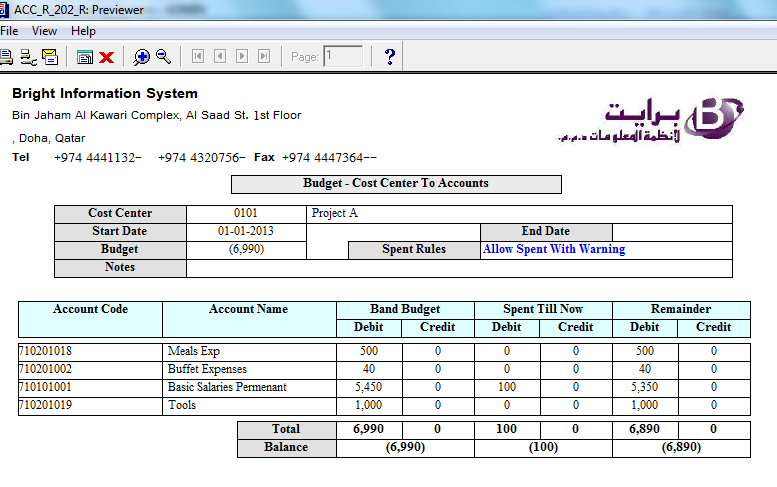 ACC_R_202_R: Previewer
File View Help
Page: 1
Bright Information System
Bin Jaham Al Kawari Complex, Al Saad St. 1st Floor
, Doha, Qatar
Tel +974 4441132- +974 4320756- Fax +974 4447364--
برايت
لأنظمة المعلومات ذ.م.م.
Budget - Cost Center To Accounts
Cost Center 0101 Project A
Start Date 01-01-2013 End Date
Budget (6,990) Spent Rules Allow Spent With Warning
Notes
Account Code Account Name Band Budget Spent Till Now Remainder
Debit Credit Debit Credit Debit Credit
710201018 Meals Exp 500 0 0 0 500 0
710201002 Buffet Expenses 40 0 0 0 40 0
710101001 Basic Salaries Permenant 5,450 0 100 0 5,350 0
710201019 Tools 1,000 0 0 0 1,000 0
Total 6,990 0 100 0 6,890 0
Balance (6,990) (100) (6,890)